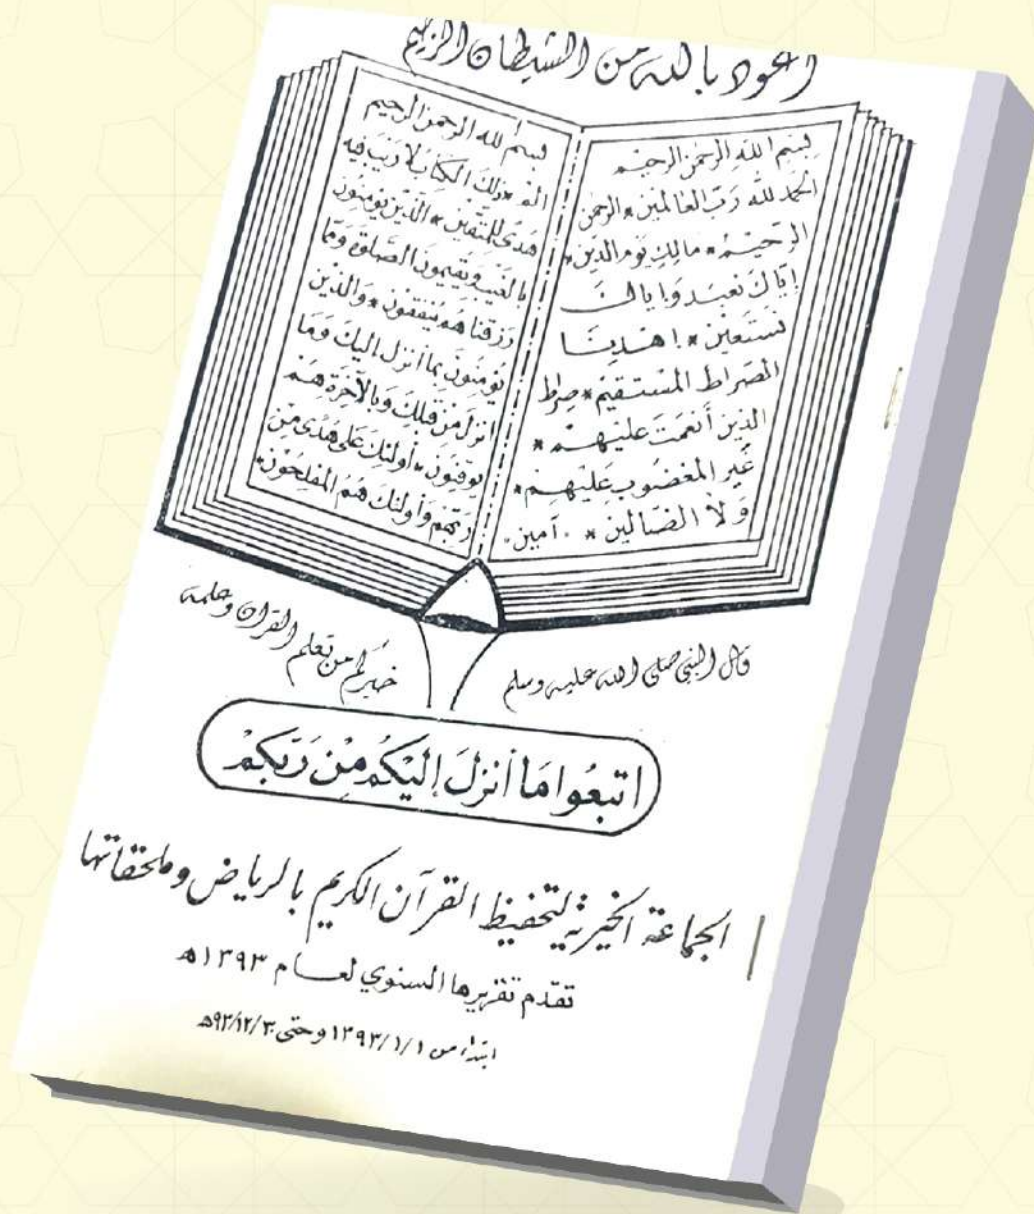 أعوذ بالله من الشيطان الرجيم
بسم الله الرحمن الرحيم
الحمد لله رب العالمين * الرحمن
الرحيم * مالك يوم الدين *
إياك نعبد وإياك
نستعين * اهدنا
الصراط المستقيم * صراط
الذين أنعمت عليهم *
غير المغضوب عليهم *
ولا الضالين * . آمين .
بسم الله الرحمن الرحيم
الم * ذلك الكتاب لا ريب فيه
هدى للمتقين * الذين يؤمنون
بالغيب ويقيمون الصلوة ومما
رزقناهم ينفقون * والذين
يؤمنون بما أنزل اليك وما
انزل من قبلك وبالآخرة هم
يوقنون * أولئك على هدى من
ربهم وأولئك هم المفلحون *
قال النبي صلى الله عليه وسلم
خيركم من تعلم القرآن وعلمه
اتبعوا ما أنزل إليكم من ربكم
الجماعة الخيرية لتحفيظ القرآن الكريم بالرياض وملحقاتها
تقدم تقريرها السنوي لعام ١٣٩٣هـ
ابتداء من ١٣٩٣/١/١ وحتى ٩٣/١٢/٣٠هـ